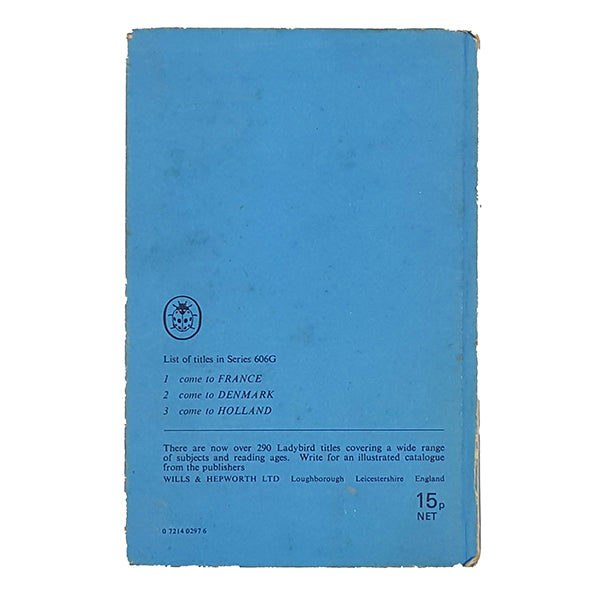 List of titles in Series 606G
1 come to FRANCE
2 come to DENMARK
3 come to HOLLAND
There are now over 290 Ladybird titles covering a wide range
of subjects and reading ages. Write for an illustrated catalogue
from the publishers
WILLS & HEPWORTH LTD Loughborough Leicestershire England
15p
NET
0 7214 0297 6